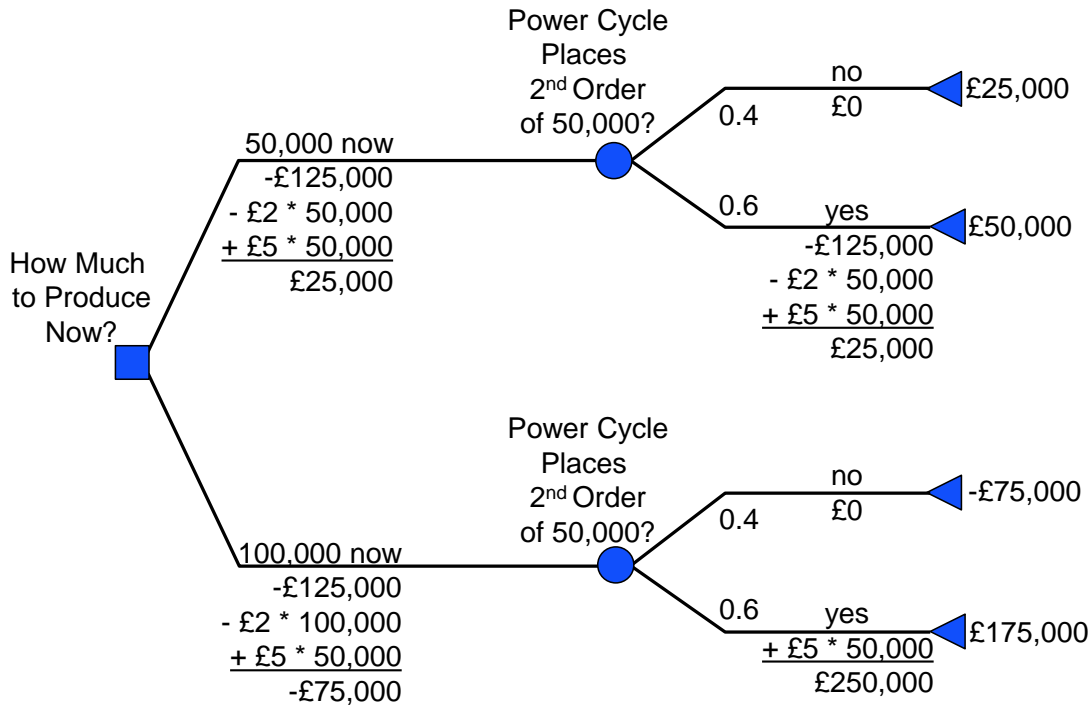 How Much
to Produce
Now?
50,000 now
-£125,000
- £2 * 50,000
+ £5 * 50,000
£25,000
Power Cycle
Places
2nd Order
of 50,000?
0.4
no
£0
£25,000
0.6
yes
-£125,000
- £2 * 50,000
+ £5 * 50,000
£25,000
£50,000
100,000 now
-£125,000
- £2 * 100,000
+ £5 * 50,000
-£75,000
Power Cycle
Places
2nd Order
of 50,000?
0.4
no
£0
-£75,000
0.6
yes
+ £5 * 50,000
£250,000
£175,000